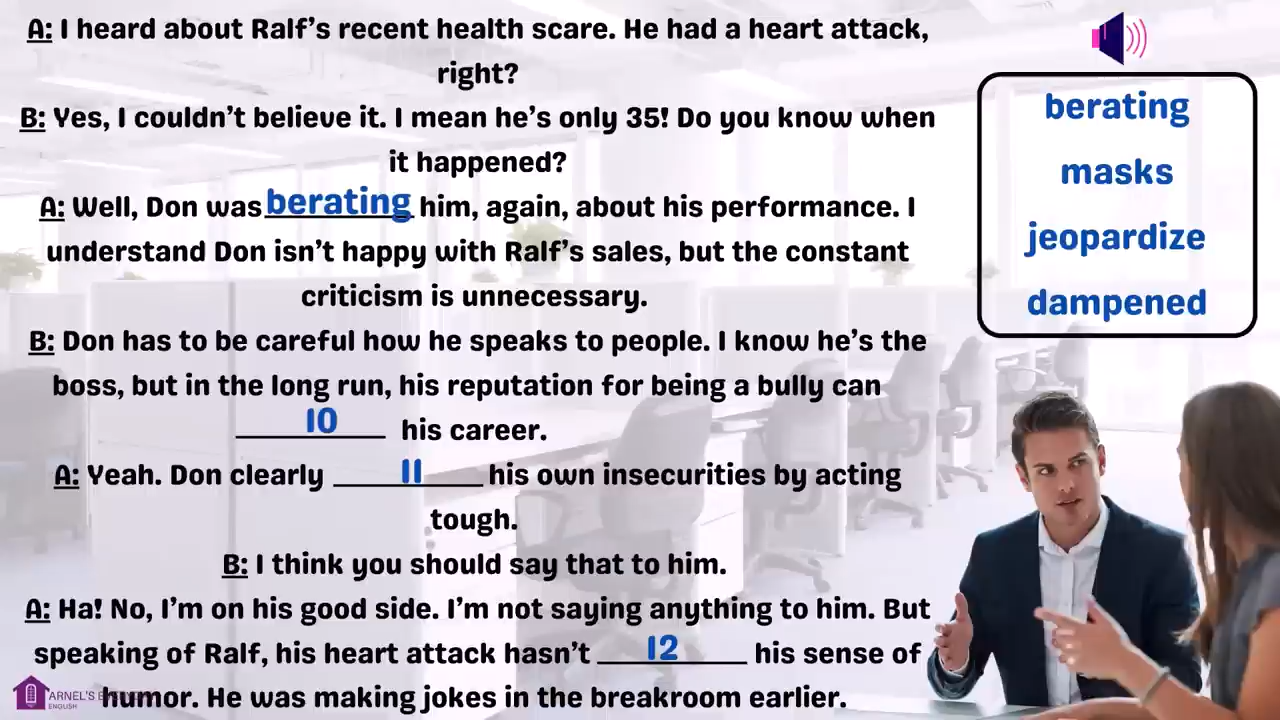 A: I heard about Ralf's recent health scare. He had a heart attack,
right?
B: Yes, I couldn't believe it. I mean he's only 35! Do you know when
it happened?
A: Well, Don was berating him, again, about his performance. I
understand Don isn't happy with Ralf's sales, but the constant
criticism is unnecessary.
B: Don has to be careful how he speaks to people. I know he's the
boss, but in the long run, his reputation for being a bully can
10 his career.
A: Yeah. Don clearly 11 his own insecurities by acting
tough.
B: I think you should say that to him.
A: Ha! No, I'm on his good side. I'm not saying anything to him. But
speaking of Ralf, his heart attack hasn't 12 his sense of
humor. He was making jokes in the breakroom earlier.
berating
masks
jeopardize
dampened
ARNEL'S
ENGLISH